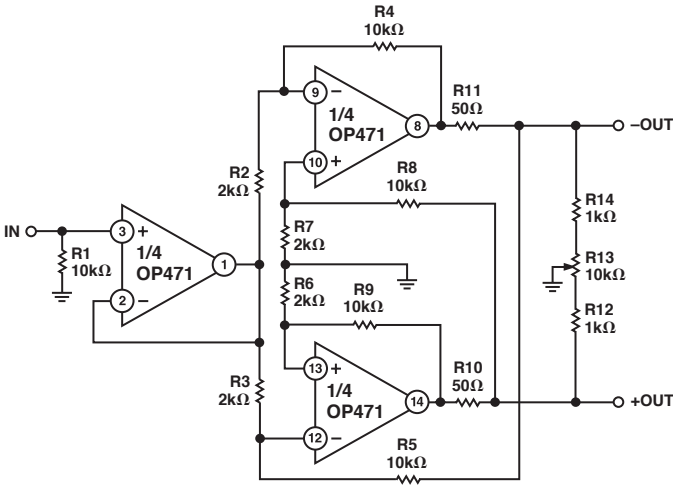 R4
10kΩ
9
–
1/4
OP471
8
10
+
R11
50Ω
–OUT
R2
2kΩ
R8
10kΩ
R14
1kΩ
IN
3
+
R1
10kΩ
1/4
OP471
1
2
–
R7
2kΩ
R13
10kΩ
R6
2kΩ
R9
10kΩ
R12
1kΩ
R3
2kΩ
13
+
1/4
OP471
14
12
–
R10
50Ω
+OUT
R5
10kΩ